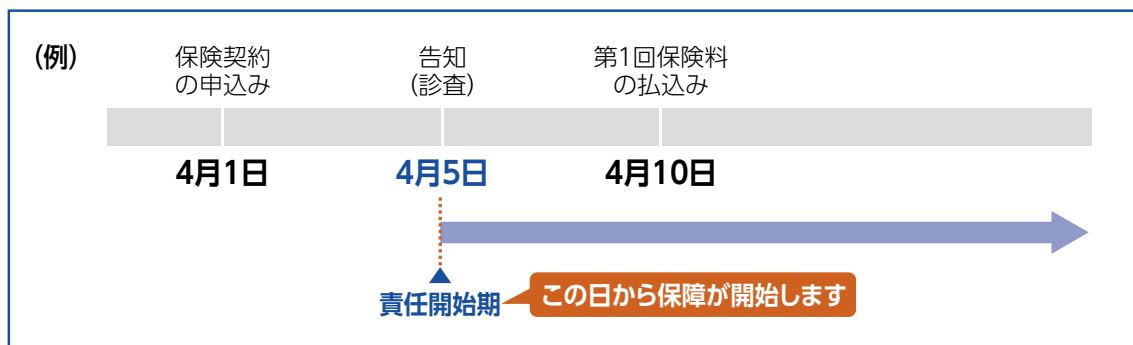 (例)
保険契約
の申込み
告知
(診査)
第1回保険料
の払込み
4月1日
4月5日
4月10日
責任開始期
この日から保障が開始します